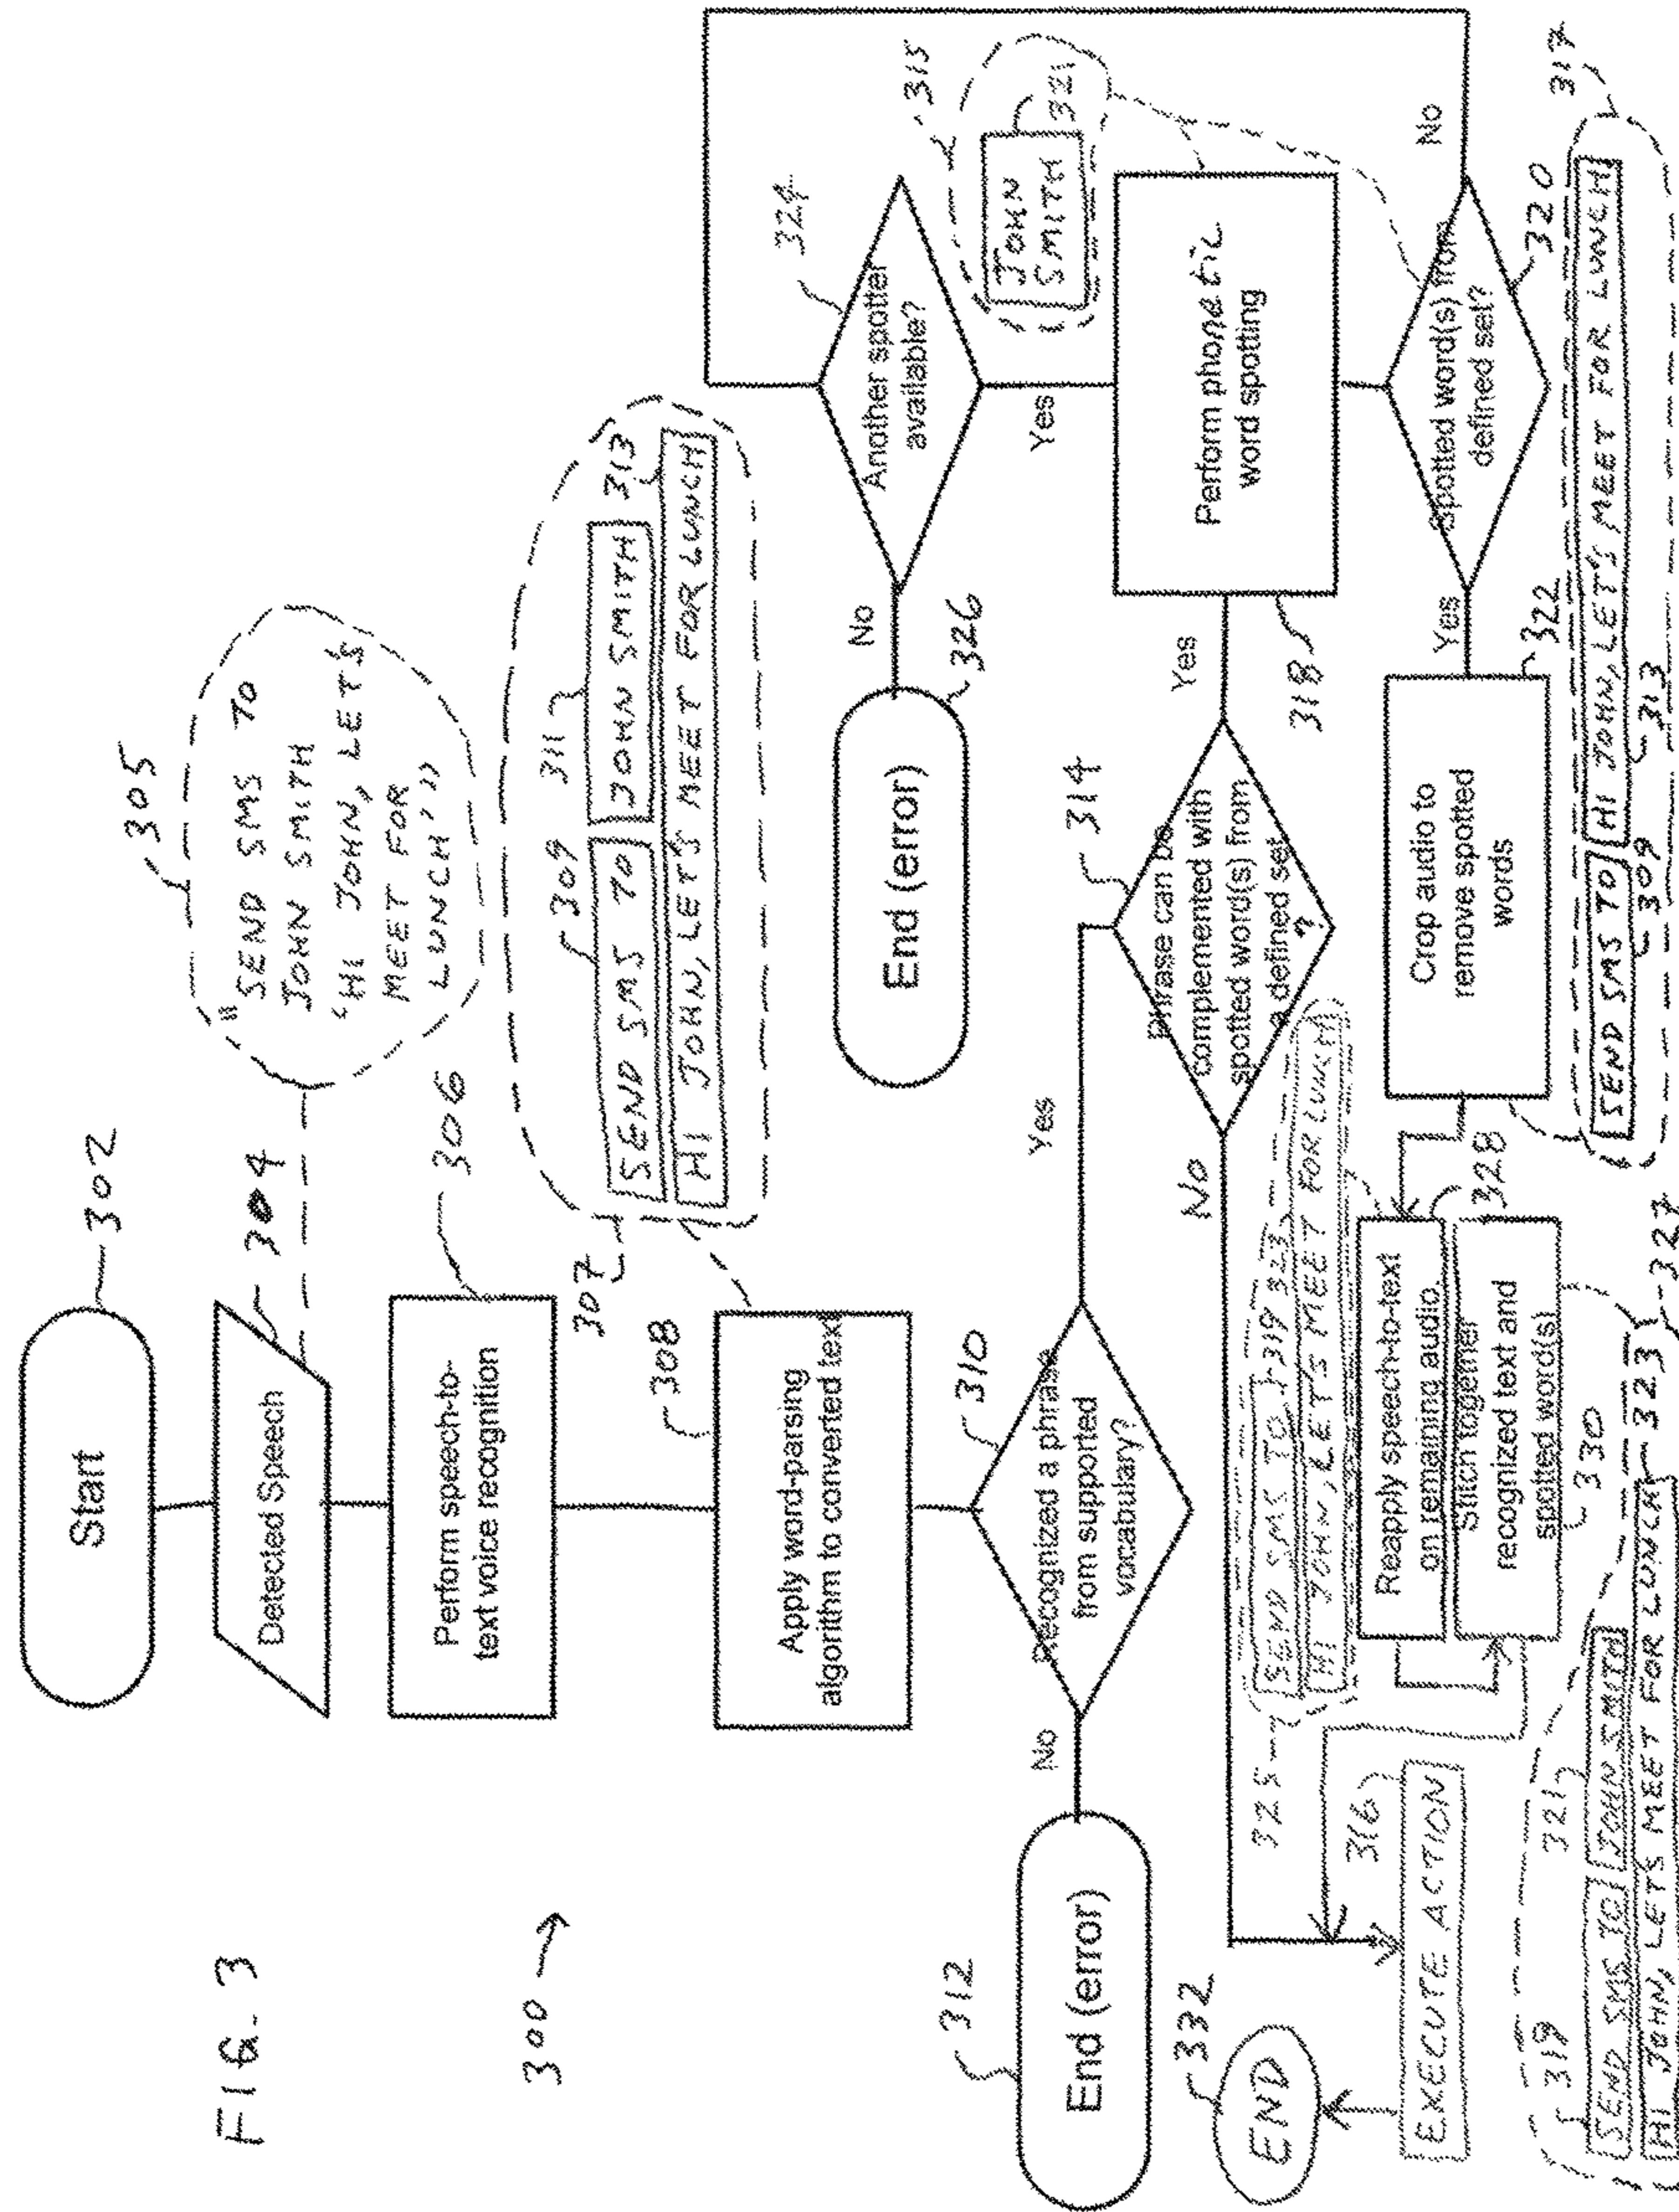 FIG. 3
300
Start
302
Detected Speech
304
305
"SEND SMS TO
JOHN SMITH
'HI JOHN, LET'S
MEET FOR
LUNCH'"
Perform speech-to-
text voice recognition
306
307
309
311
313
SEND SMS TO
JOHN SMITH
HI JOHN, LET'S MEET FOR LUNCH
308
Apply word-parsing
algorithm to converted text
310
Recognized a phrase
from supported
vocabulary?
No
Yes
312
End (error)
314
Phrase can be
complemented with
spotted word(s) from
a defined set
?
No
Yes
318
Perform phonetic
word spotting
315
JOHN
SMITH
321
324
Another spotter
available?
No
Yes
End (error)
326
Spotted word(s) from
defined set?
320
No
Yes
Crop audio to
remove spotted
words
322
317
SEND SMS TO
HI JOHN, LET'S MEET FOR LUNCH
309
313
325
SEND SMS TO
319
323
HI JOHN, LET'S MEET FOR LUNCH
Reapply speech-to-text
on remaining audio.
328
Stitch together
recognized text and
spotted word(s)
330
327
319
321
SEND SMS TO
JOHN SMITH
HI JOHN, LETS MEET FOR LUNCH
323
316
EXECUTE ACTION
332
END